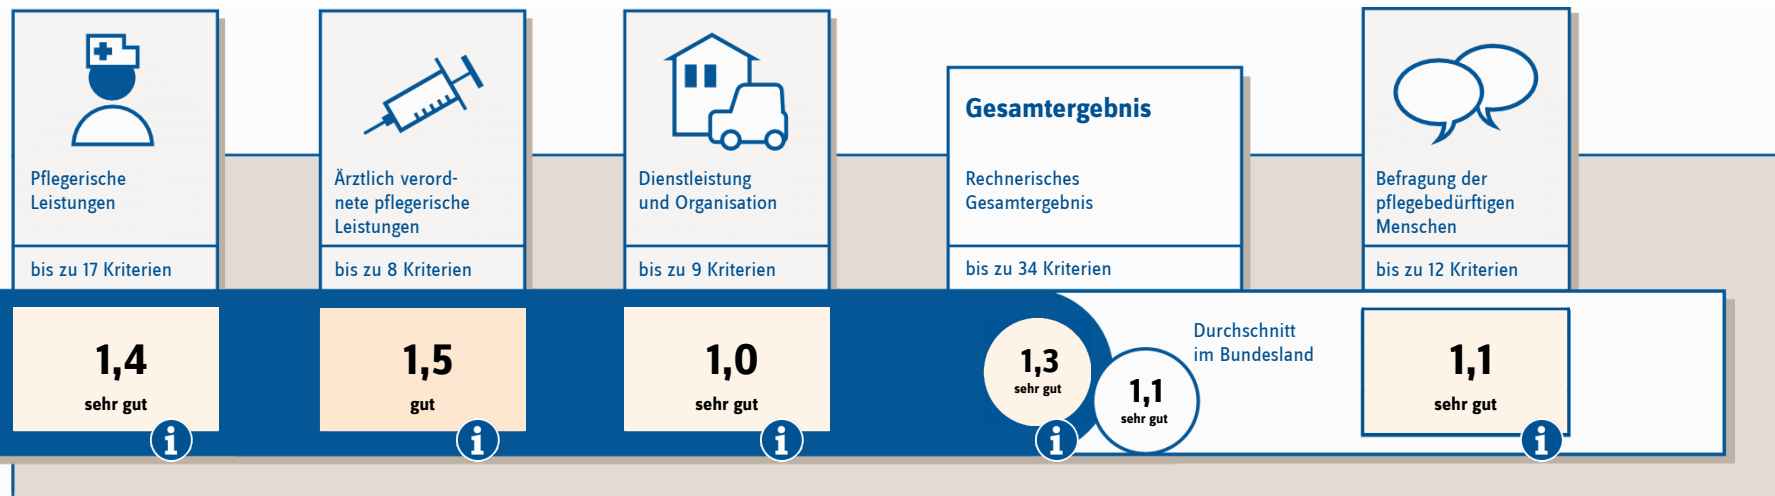 Pflegerische
Leistungen
bis zu 17 Kriterien
1,4
sehr gut
i
Ärztlich verord-
nete pflegerische
Leistungen
bis zu 8 Kriterien
1,5
gut
i
Dienstleistung
und Organisation
bis zu 9 Kriterien
1,0
sehr gut
i
Gesamtergebnis
Rechnerisches
Gesamtergebnis
bis zu 34 Kriterien
1,3
sehr gut
i
1,1
sehr gut
Durchschnitt
im Bundesland
Befragung der
pflegebedürftigen
Menschen
bis zu 12 Kriterien
1,1
sehr gut
i